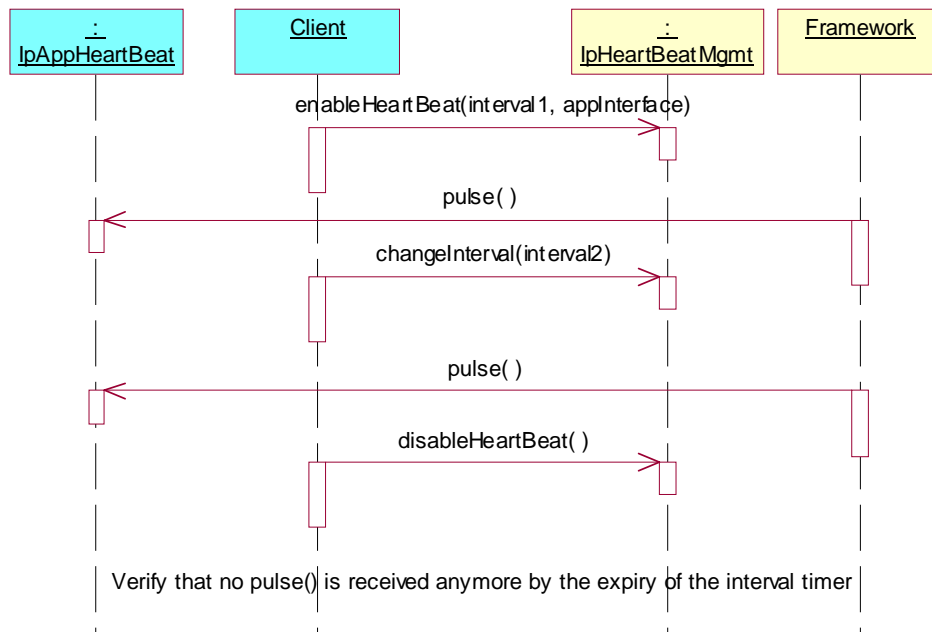 :
IpAppHeartBeat
Client
:
IpHeartBeatMgmt
Framework
enableHeartBeat(interval1, appInterface)
pulse( )
changeInterval(interval2)
pulse( )
disableHeartBeat( )
Verify that no pulse() is received anymore by the expiry of the interval timer